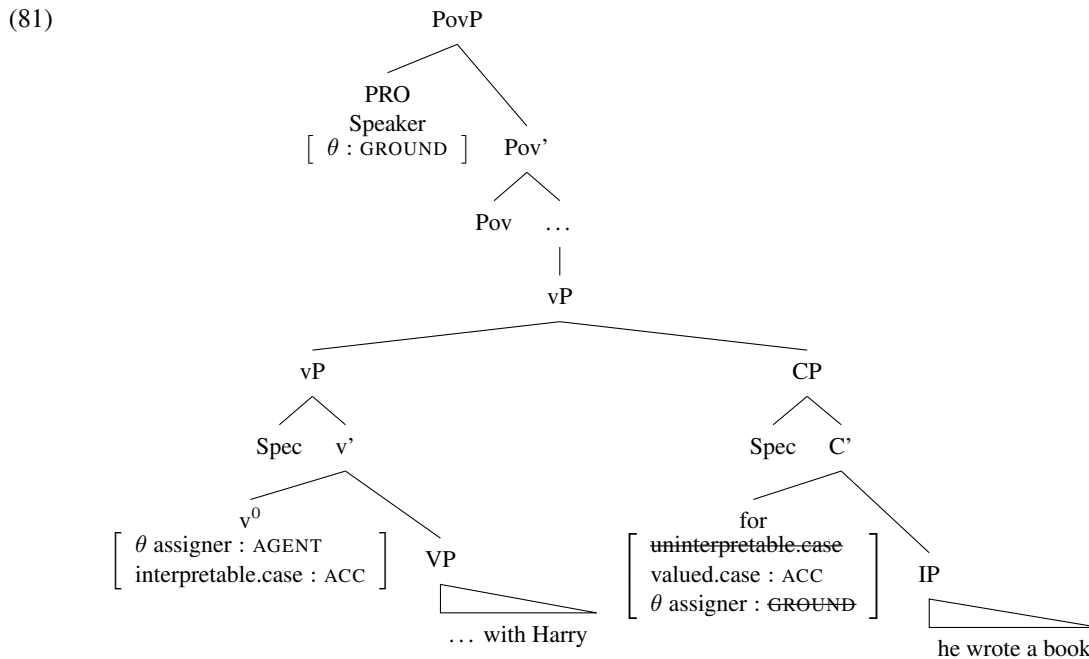 (81)
PovP
PRO
Speaker
[ θ : GROUND ]
Pov’
Pov
...
vP
vP
CP
Spec
v’
Spec
C’
v⁰
[ θ assigner : AGENT
interpretable.case : ACC ]
VP
for
[ uninterpretable.case
valued.case : ACC
θ assigner : GROUND ]
IP
... with Harry
he wrote a book